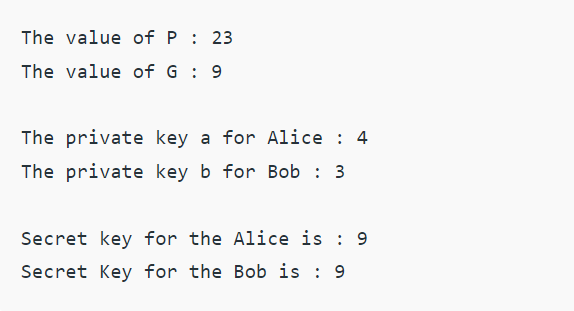 The value of P : 23
The value of G : 9
The private key a for Alice : 4
The private key b for Bob : 3
Secret key for the Alice is : 9
Secret Key for the Bob is : 9